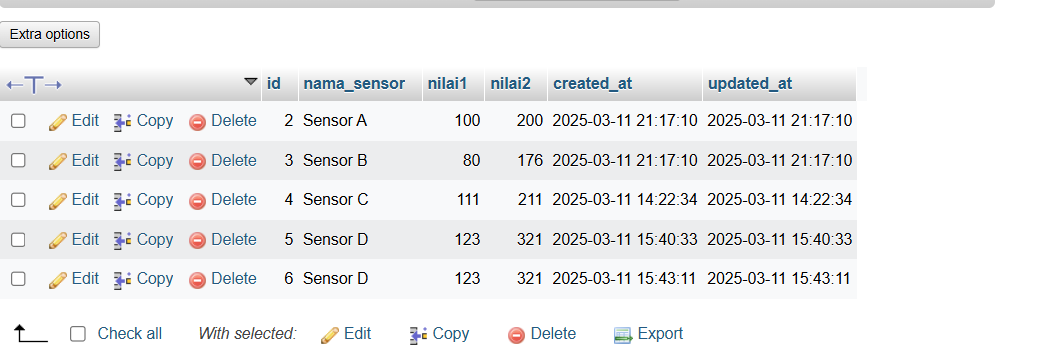 Extra options
id nama_sensor nilai1 nilai2 created_at updated_at
Edit Copy Delete 2 Sensor A 100 200 2025-03-11 21:17:10 2025-03-11 21:17:10
Edit Copy Delete 3 Sensor B 80 176 2025-03-11 21:17:10 2025-03-11 21:17:10
Edit Copy Delete 4 Sensor C 111 211 2025-03-11 14:22:34 2025-03-11 14:22:34
Edit Copy Delete 5 Sensor D 123 321 2025-03-11 15:40:33 2025-03-11 15:40:33
Edit Copy Delete 6 Sensor D 123 321 2025-03-11 15:43:11 2025-03-11 15:43:11
Check all With selected: Edit Copy Delete Export